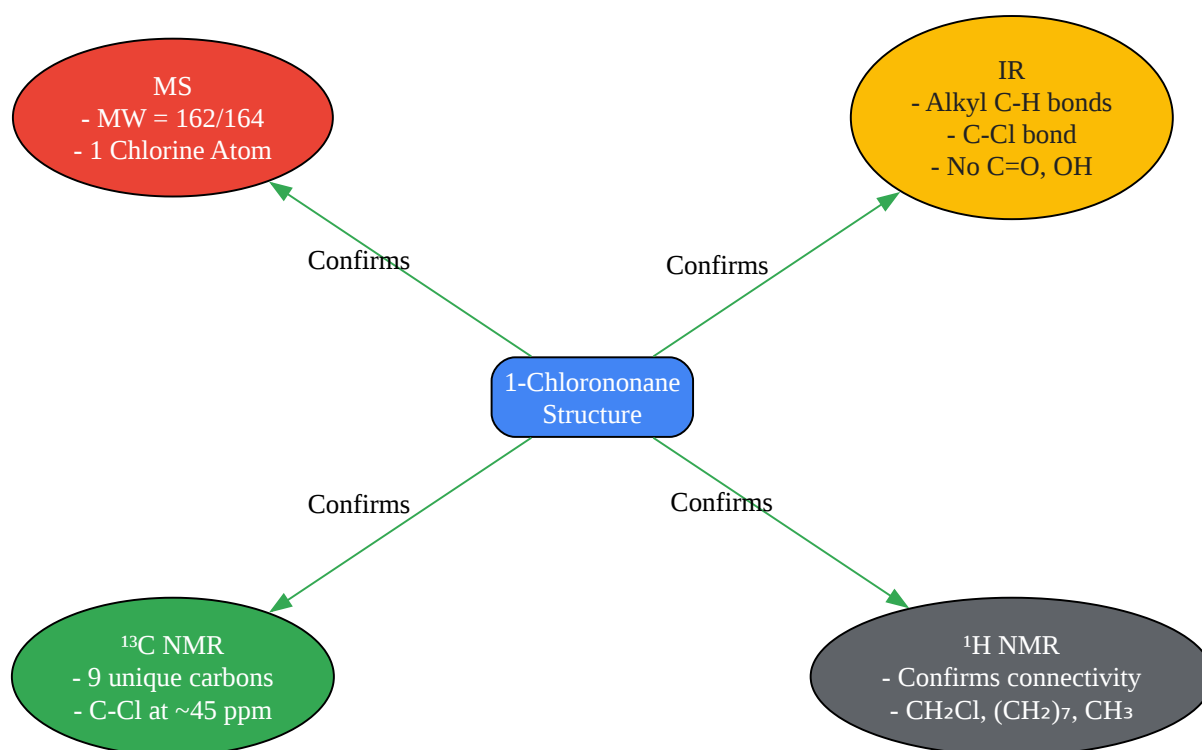 MS
- MW = 162/164
- 1 Chlorine Atom
IR
- Alkyl C-H bonds
- C-Cl bond
- No C=O, OH
Confirms
Confirms
1-Chlorononane
Structure
Confirms
Confirms
¹³C NMR
- 9 unique carbons
- C-Cl at ~45 ppm
¹H NMR
- Confirms connectivity
- CH₂Cl, (CH₂)₇, CH₃